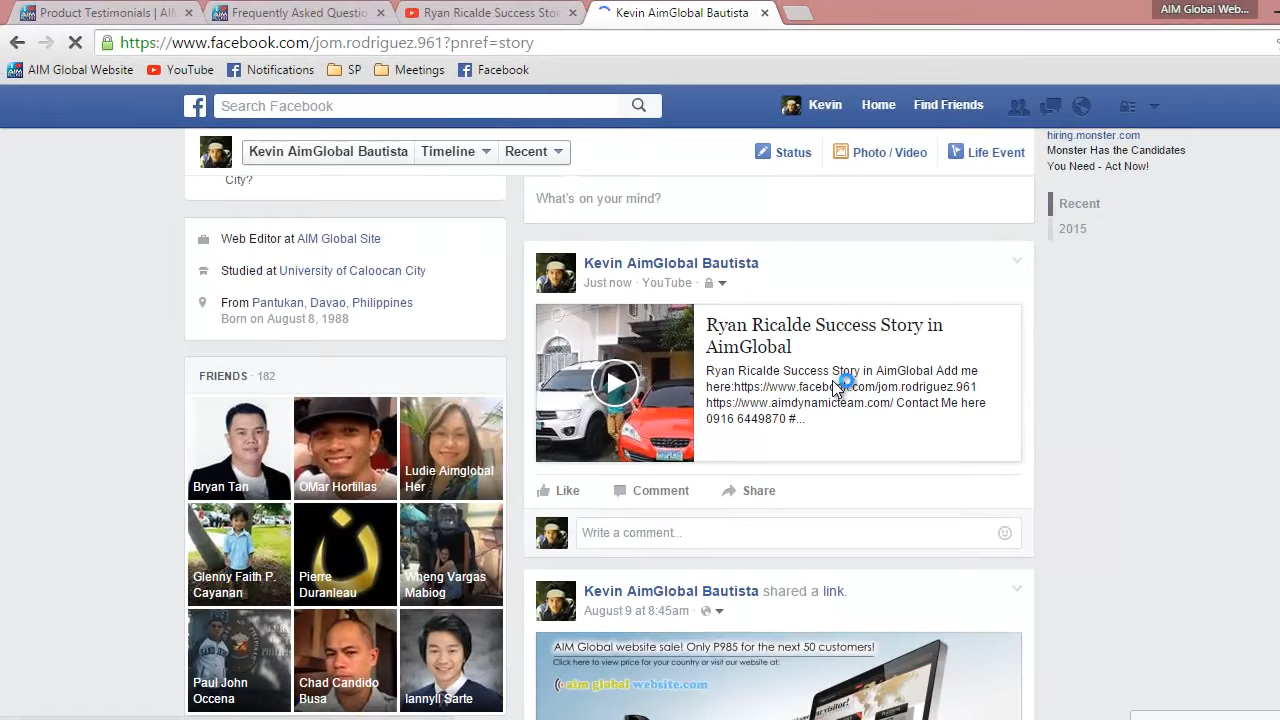 Product Testimonials | AI
Frequently Asked Questio
Ryan Ricalde Success Stor
Kevin AimGlobal Bautista
AIM Global Web...
https://www.facebook.com/jom.rodriguez.961?pnref=story
AIM Global Website
YouTube
Notifications
SP
Meetings
Facebook
Search Facebook
Kevin
Home
Find Friends
Kevin AimGlobal Bautista
Timeline
Recent
Status
Photo / Video
Life Event
hiring.monster.com
Monster Has the Candidates
You Need - Act Now!
Recent
2015
City?
Web Editor at AIM Global Site
Studied at University of Caloocan City
From Pantukan, Davao, Philippines
Born on August 8, 1988
FRIENDS · 182
Bryan Tan
OMar Hortillas
Ludie Aimglobal
Her
Glenny Faith P.
Cayanan
Pierre
Duranleau
Wheng Vargas
Mabiog
Paul John
Occena
Chad Candido
Busa
Iannyll Sarte
What's on your mind?
Kevin AimGlobal Bautista
Just now · YouTube ·
Ryan Ricalde Success Story in
AimGlobal
Ryan Ricalde Success Story in AimGlobal Add me
here:https://www.facebook.com/jom.rodriguez.961
https://www.aimdynamicteam.com/ Contact Me here
0916 6449870 #...
Like
Comment
Share
Write a comment...
Kevin AimGlobal Bautista shared a link.
August 9 at 8:45am ·
AIM Global website sale! Only P985 for the next 50 customers!
Click here to view price for your country or visit our website at:
aim global website.com